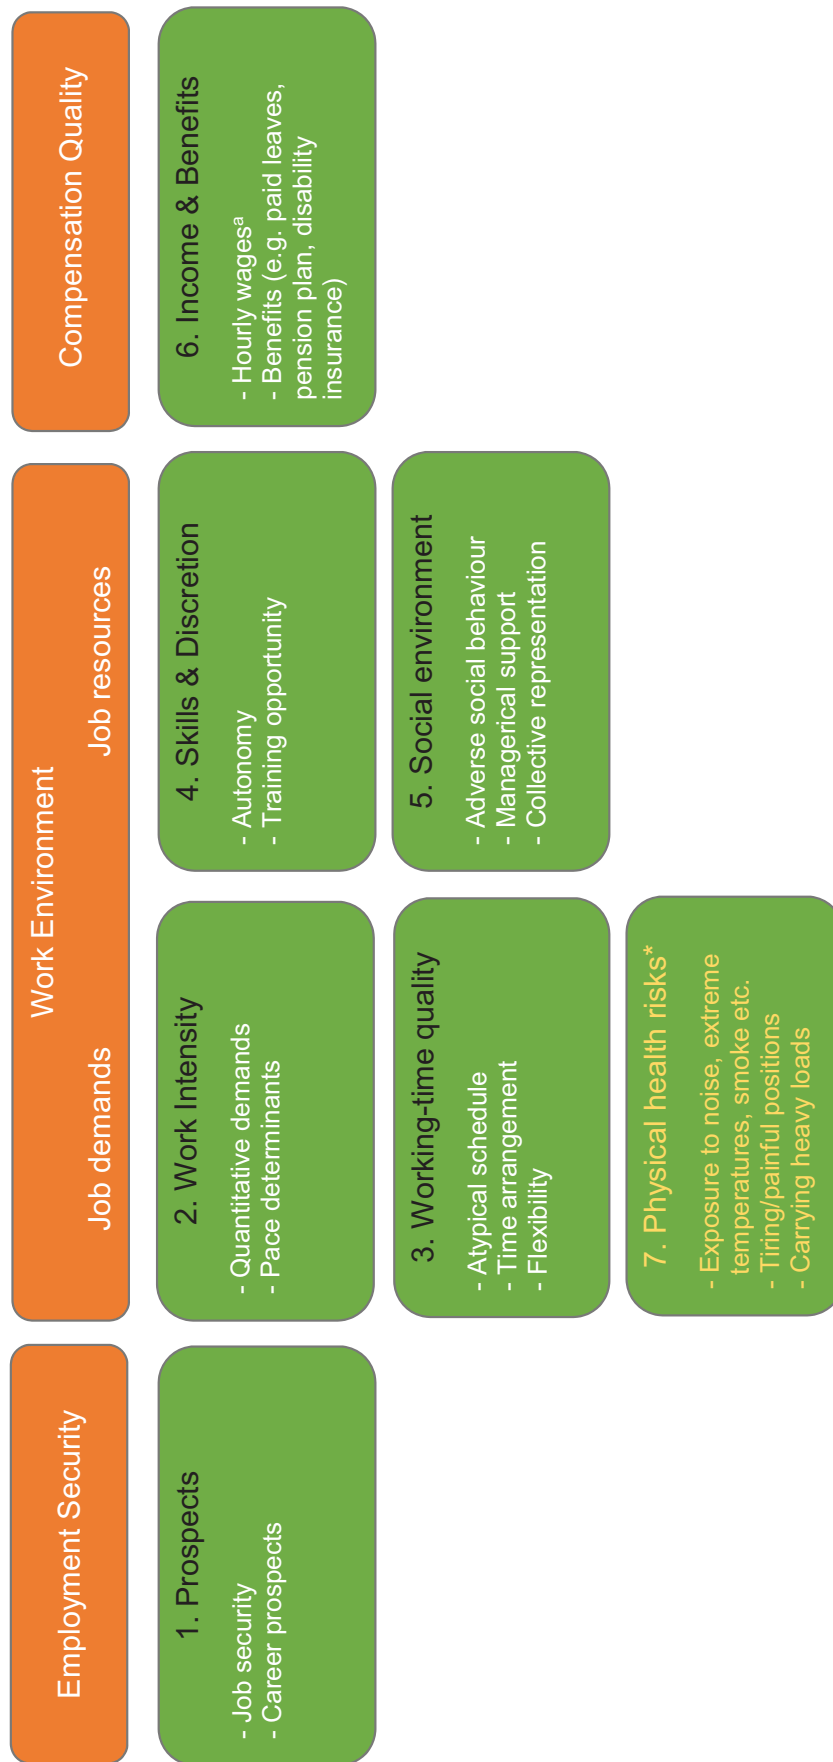 Employment Security
Work Environment
Job demands
Job resources
Compensation Quality
1. Prospects
- Job security
- Career prospects
2. Work Intensity
- Quantitative demands
- Pace determinants
3. Working-time quality
- Atypical schedule
- Time arrangement
- Flexibility
7. Physical health risks*
- Exposure to noise, extreme
temperatures, smoke etc.
- Tiring/painful positions
- Carrying heavy loads
4. Skills & Discretion
- Autonomy
- Training opportunity
5. Social environment
- Adverse social behaviour
- Managerical support
- Collective representation
6. Income & Benefits
- Hourly wagesᵃ
- Benefits (e.g. paid leaves,
pension plan, disability
insurance)